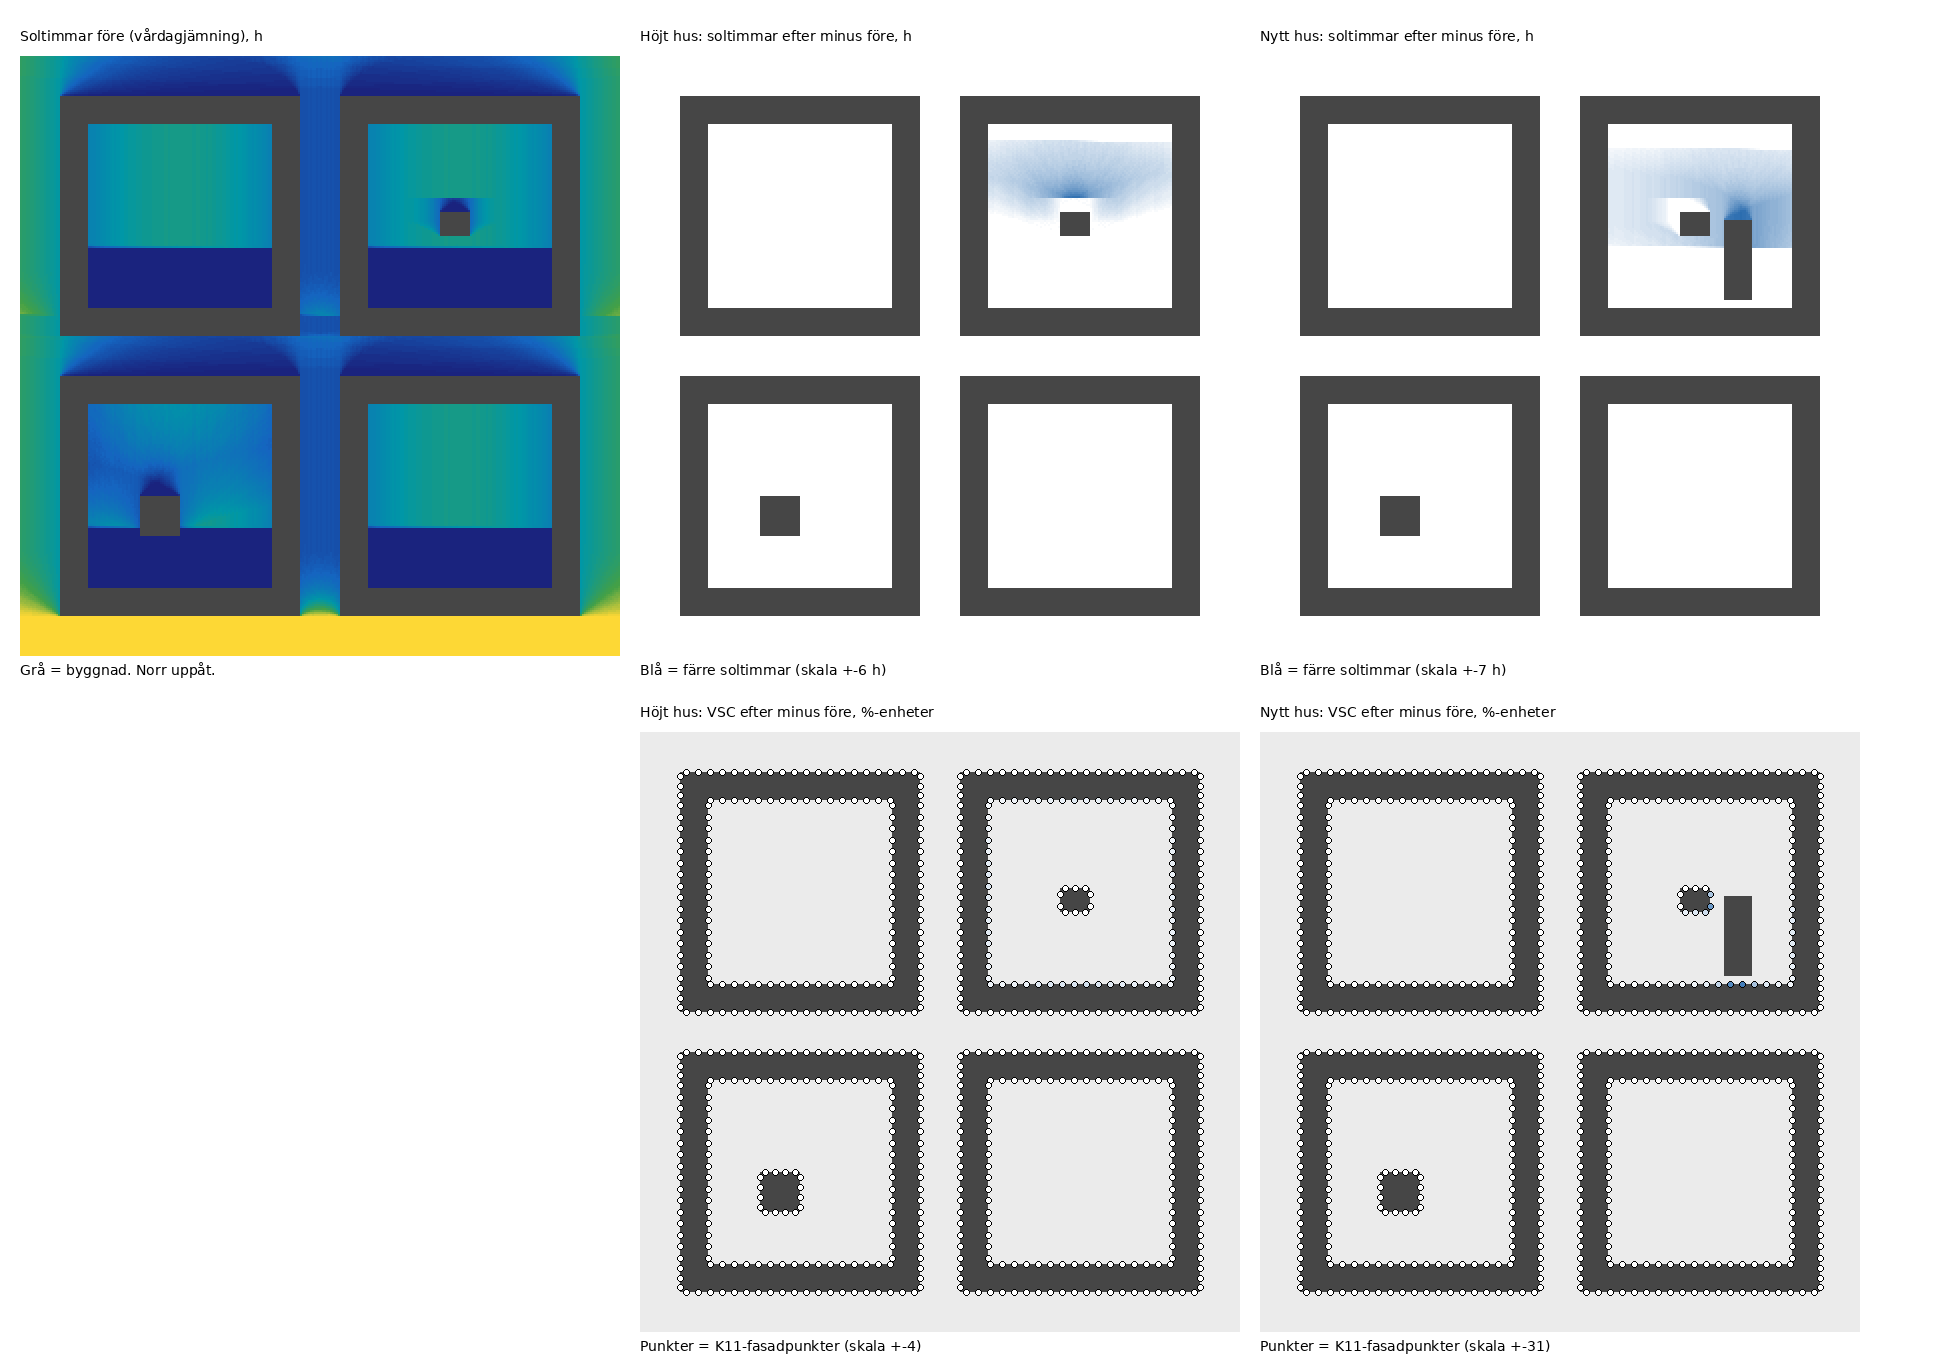 Soltimmar före (vårdagjämning), h
Höjt hus: soltimmar efter minus före, h
Nytt hus: soltimmar efter minus före, h
Grå = byggnad. Norr uppåt.
Blå = färre soltimmar (skala +-6 h)
Blå = färre soltimmar (skala +-7 h)
Höjt hus: VSC efter minus före, %-enheter
Nytt hus: VSC efter minus före, %-enheter
Punkter = K11-fasadpunkter (skala +-4)
Punkter = K11-fasadpunkter (skala +-31)